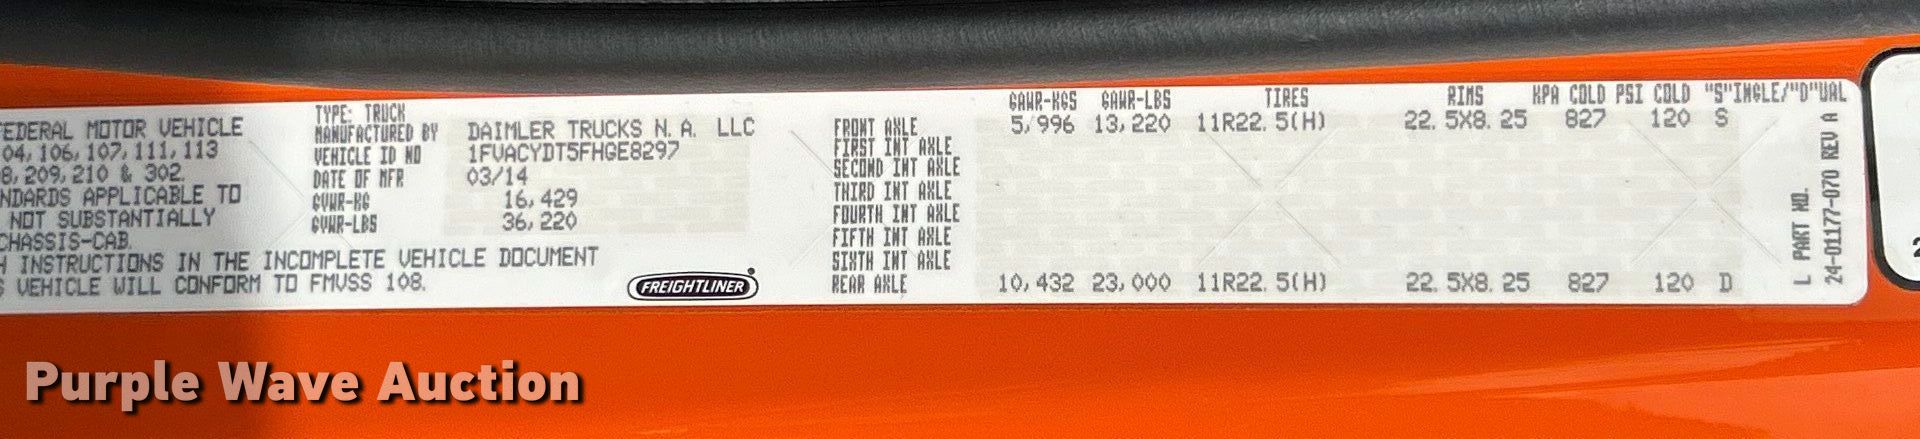 FEDERAL MOTOR VEHICLE
04, 106, 107, 111, 113
8, 209, 210 & 302.
NDARDS APPLICABLE TO
NOT SUBSTANTIALLY
CHASSIS-CAB.
H INSTRUCTIONS IN THE INCOMPLETE VEHICLE DOCUMENT
S VEHICLE WILL CONFORM TO FMVSS 108.
TYPE: TRUCK
MANUFACTURED BY DAIMLER TRUCKS N. A. LLC
VEHICLE ID NO 1FVACYDT5FHGE8297
DATE OF MFR 03/14
GVWR-KG 16, 429
GVWR-LBS 36, 220
FREIGHTLINER
GAWR-KGS GAWR-LBS TIRES RIMS KPA COLD PSI COLD "S"INGLE/"D"UAL
FRONT AXLE 5, 996 13, 220 11R22. 5(H) 22. 5X8. 25 827 120 S
FIRST INT AXLE
SECOND INT AXLE
THIRD INT AXLE
FOURTH INT AXLE
FIFTH INT AXLE
SIXTH INT AXLE
REAR AXLE 10, 432 23, 000 11R22. 5(H) 22. 5X8. 25 827 120 D
L PART NO.
24-01177-070 REV A
2
Purple Wave Auction